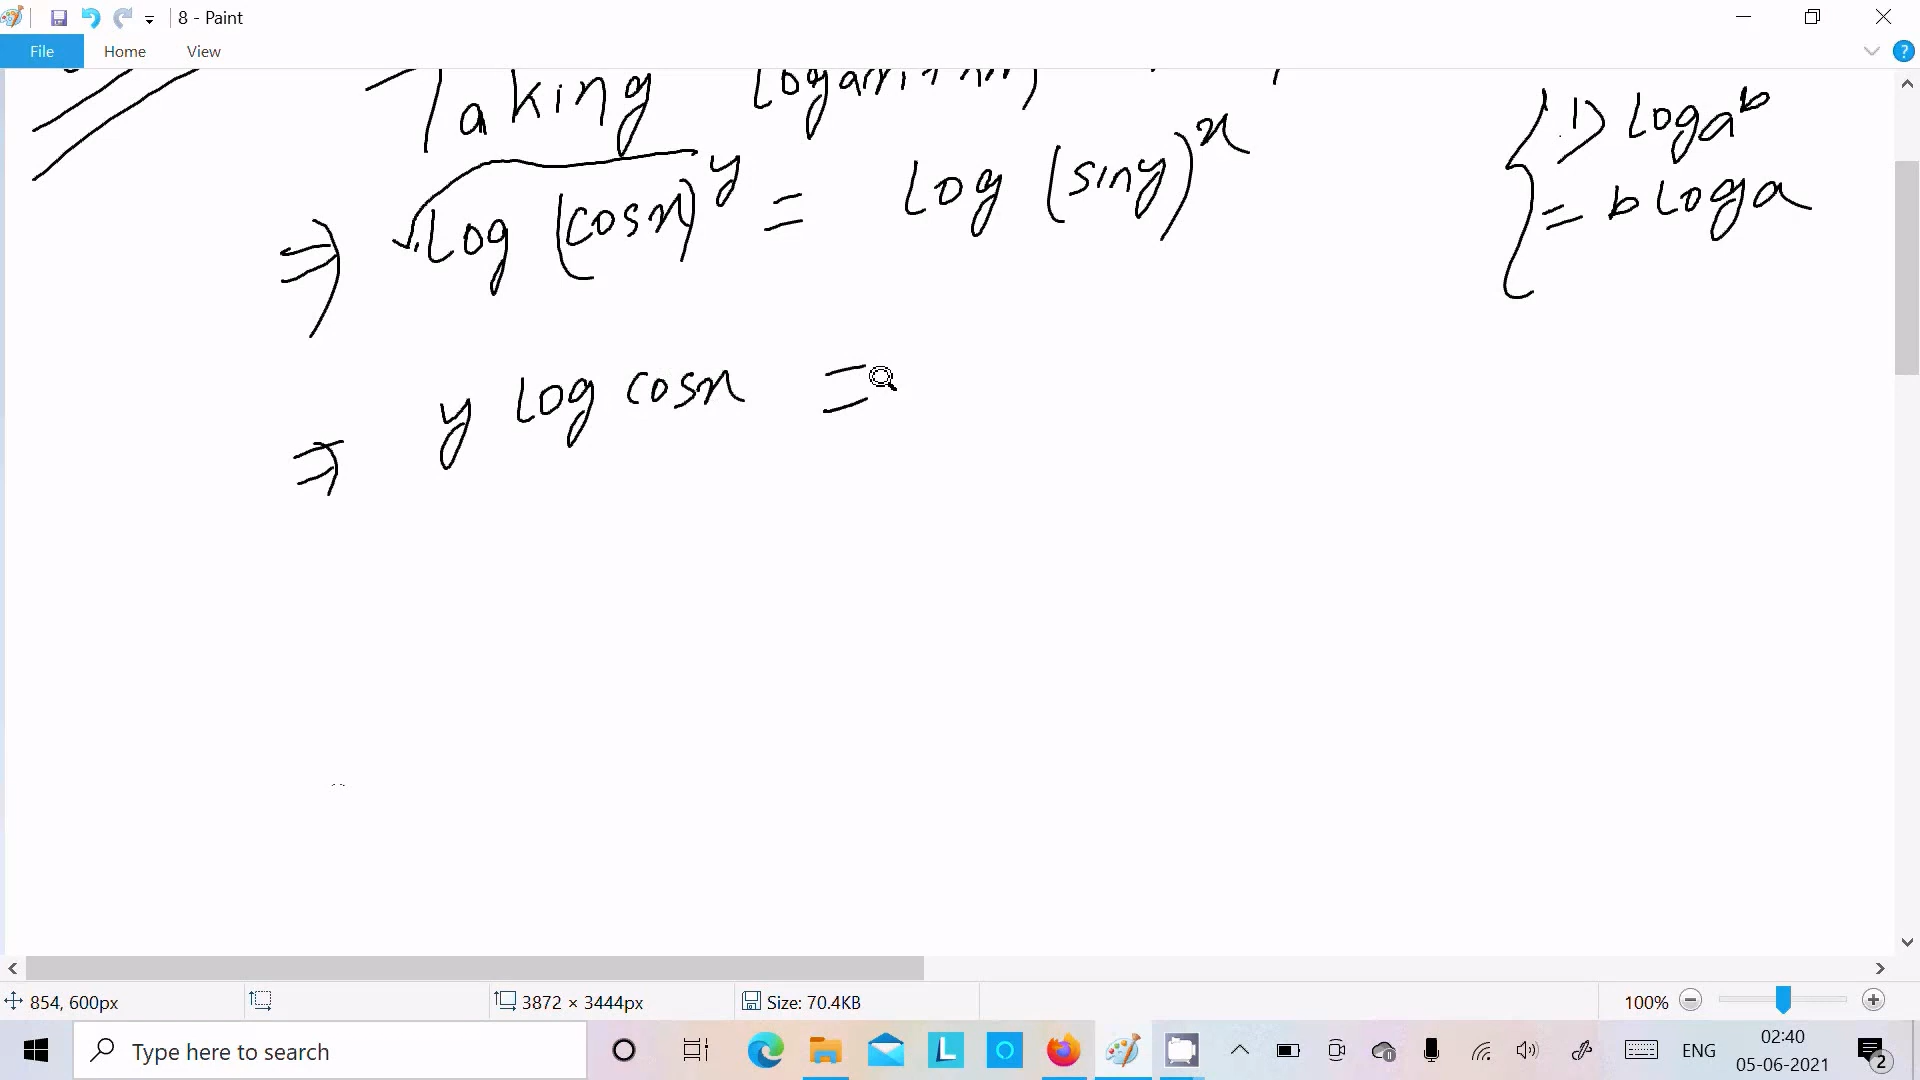 8 - Paint
File Home View
Taking Logarithm
1) Log a^b
= b Log a
⇒ Log (cosx)^y = Log (siny)^x
⇒ y Log cosx =
854, 600px 3872 × 3444px Size: 70.4KB 100%
Type here to search
ENG
02:40
05-06-2021
2